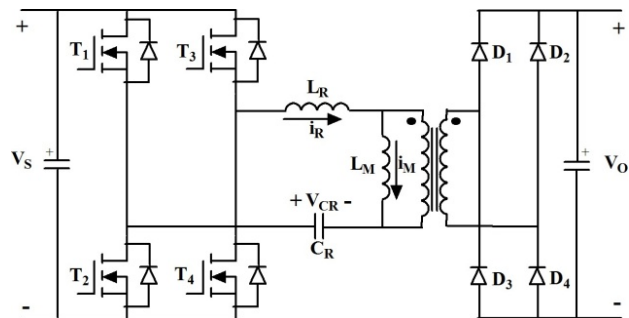 + +
T1 T3 D1 D2
LR
iR
VS + LM iM + VO
+ VCR -
CR
T2 T4 D3 D4
- -